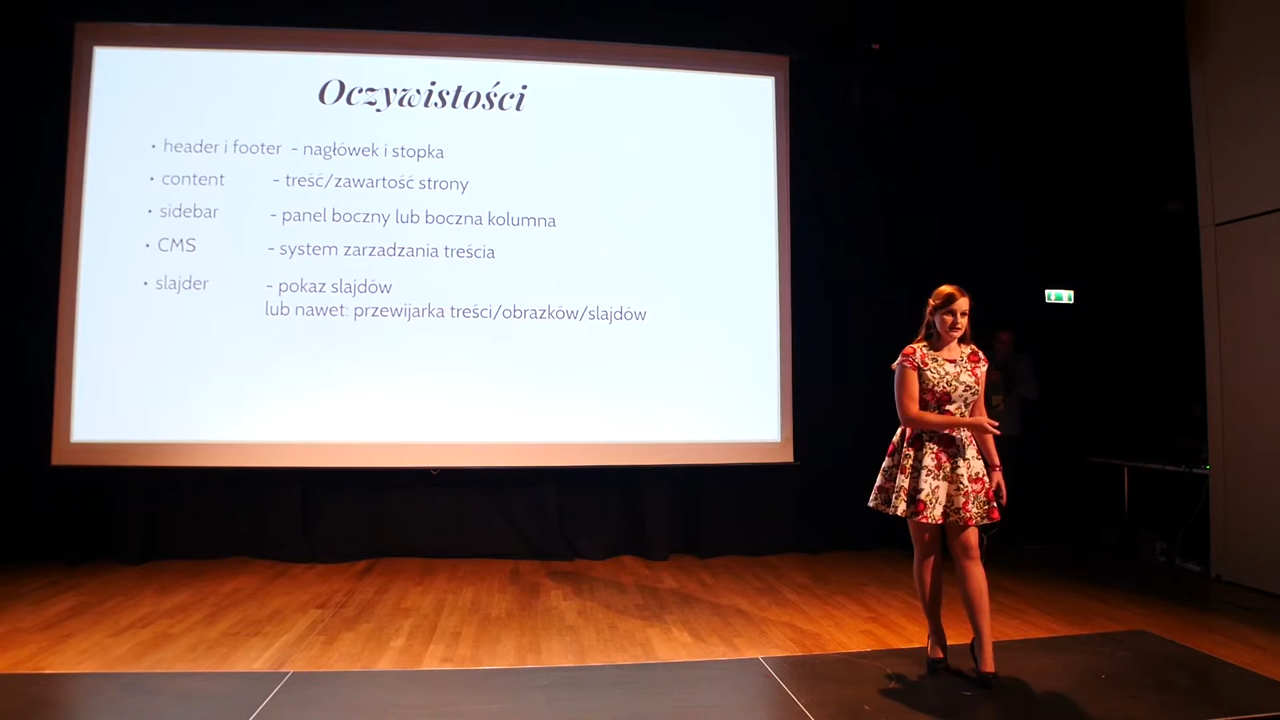 Oczywistości
• header i footer - nagłówek i stopka
• content - treść/zawartość strony
• sidebar - panel boczny lub boczna kolumna
• CMS - system zarzadzania treścia
• slajder - pokaz slajdów
lub nawet: przewijarka treści/obrazków/slajdów